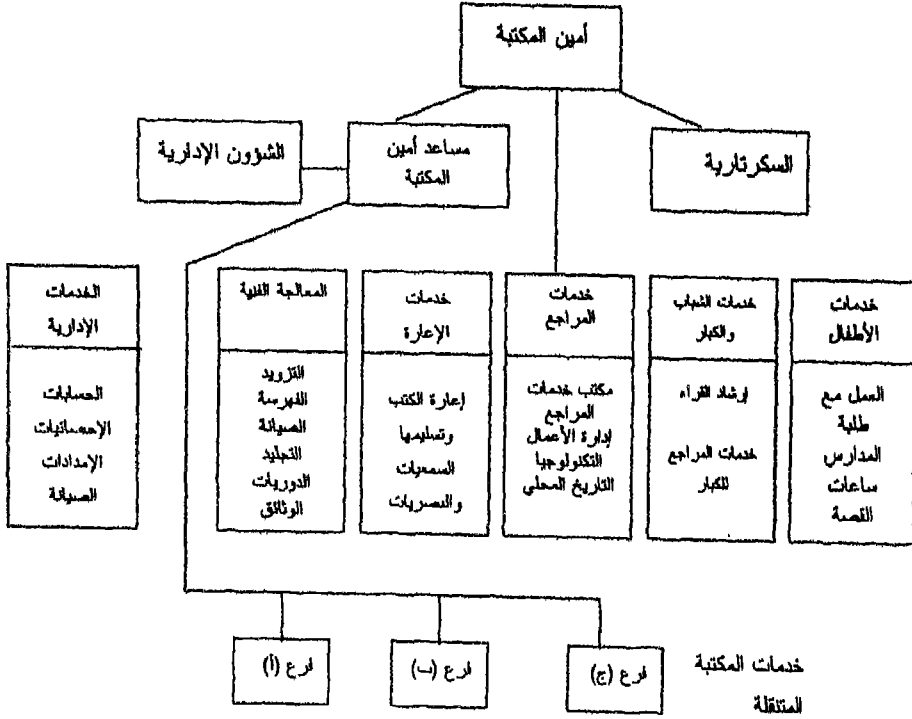 أمين المكتبة
السكرتارية
مساعد أمين
المكتبة
الشؤون الإدارية
خدمات
الأطفال
العمل مع
طلبة
المدارس
ساعات
القصة
خدمات الشباب
والكبار
إرشاد القراء
خدمات المراجع
للكبار
خدمات
المراجع
مكتب خدمات
المراجع
إدارة الأعمال
التكنولوجيا
التاريخ المحلي
خدمات
الإعارة
إعارة الكتب
وتسليمها
السمعيات
والبصريات
المعالجة الفنية
التزويد
الفهرسة
الصيانة
التجليد
الدوريات
الوثائق
الخدمات
الإدارية
الحسابات
الإحصائيات
الإمدادات
الصيانة
خدمات المكتبة
المتنقلة
فرع (ج)
فرع (ب)
فرع (أ)